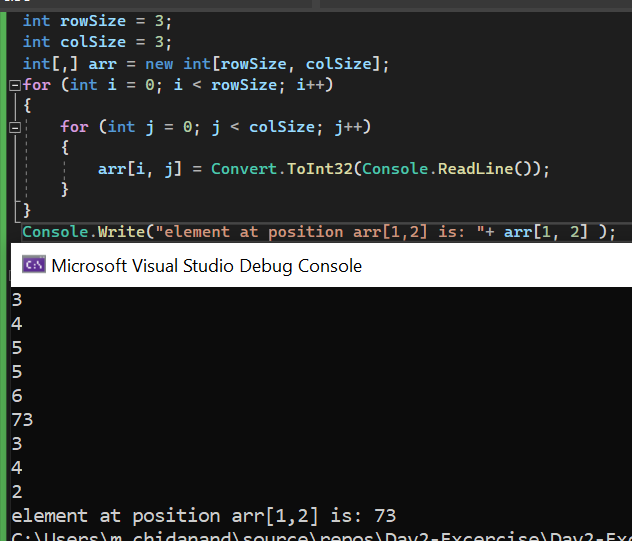 int rowSize = 3;
int colSize = 3;
int[,] arr = new int[rowSize, colSize];
for (int i = 0; i < rowSize; i++)
{
for (int j = 0; j < colSize; j++)
{
arr[i, j] = Convert.ToInt32(Console.ReadLine());
}
}
Console.Write("element at position arr[1,2] is: "+ arr[1, 2] );
C:\ Microsoft Visual Studio Debug Console
3
4
5
5
6
73
3
4
2
element at position arr[1,2] is: 73
C:\Users\m chidanand\source\repos\Day2-Excercise\Day2-Exc